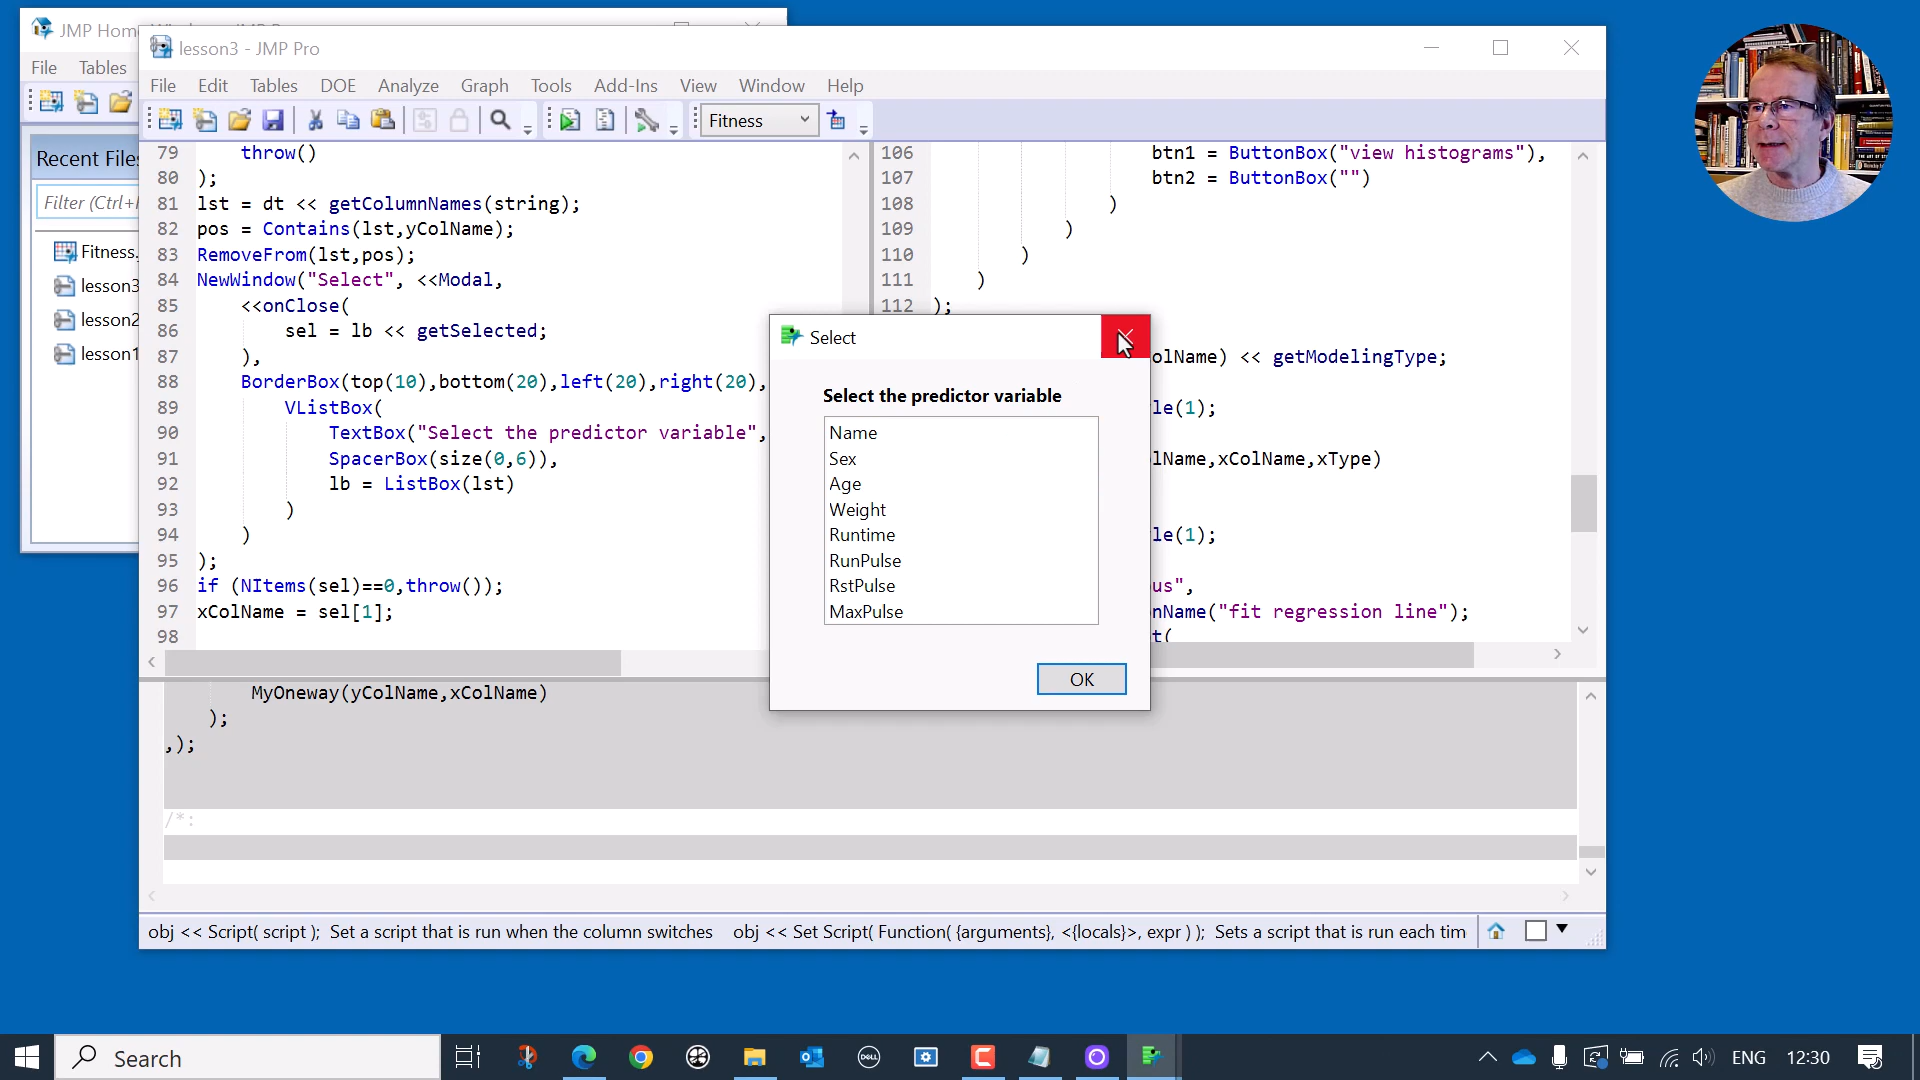 JMP Hom
File Tables
Recent Files
Filter (Ctrl+
Fitness.
lesson3
lesson2
lesson1
lesson3 - JMP Pro
File Edit Tables DOE Analyze Graph Tools Add-Ins View Window Help
Fitness
79 throw()
80 );
81 lst = dt << getColumnNames(string);
82 pos = Contains(lst,yColName);
83 RemoveFrom(lst,pos);
84 NewWindow("Select", <<Modal,
85 <<onClose(
86 sel = lb << getSelected;
87 ),
88 BorderBox(top(10),bottom(20),left(20),right(20),
89 VListBox(
90 TextBox("Select the predictor variable",
91 SpacerBox(size(0,6)),
92 lb = ListBox(lst)
93 )
94 )
95 );
96 if (NItems(sel)==0,throw());
97 xColName = sel[1];
98
106 btn1 = ButtonBox("view histograms"),
107 btn2 = ButtonBox("")
108 )
109 )
110 )
111 )
112 );
olName) << getModelingType;
le(1);
lName,xColName,xType)
le(1);
us",
nName("fit regression line");
t(
Select
Select the predictor variable
Name
Sex
Age
Weight
Runtime
RunPulse
RstPulse
MaxPulse
OK
MyOneway(yColName,xColName)
);
,);
/*:
obj << Script( script ); Set a script that is run when the column switches obj << Set Script( Function( {arguments}, <{locals}>, expr ) ); Sets a script that is run each tim
Search
DELL
ENG 12:30